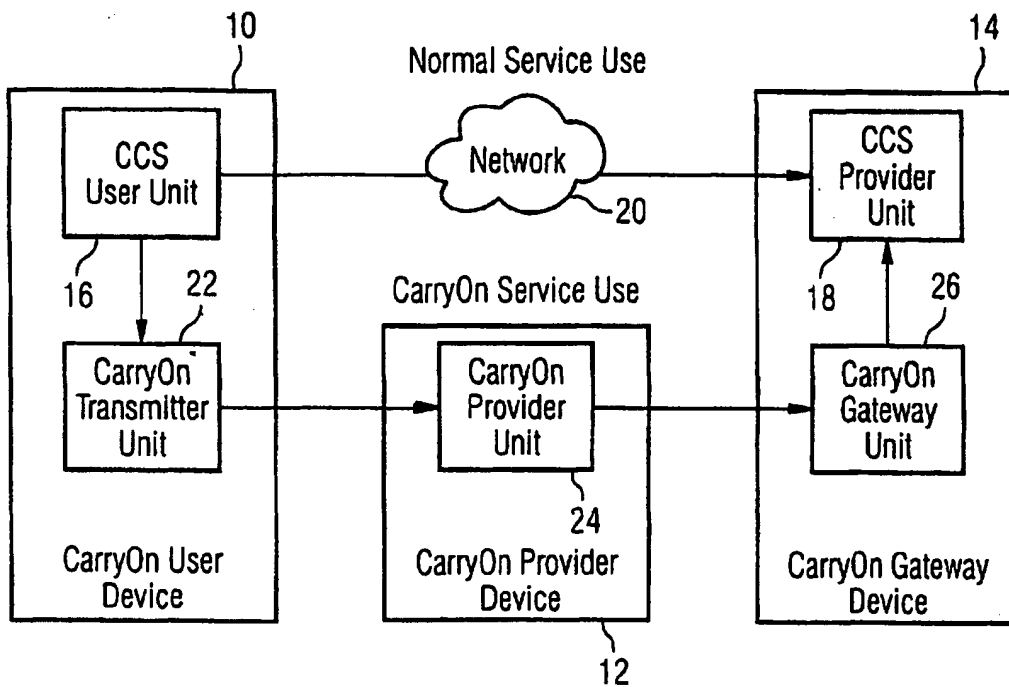 10
14
Normal Service Use
CCS
User Unit
Network
CCS
Provider
Unit
20
16
22
CarryOn Service Use
18
26
CarryOn
Transmitter
Unit
CarryOn
Provider
Unit
CarryOn
Gateway
Unit
24
CarryOn User
Device
CarryOn Provider
Device
CarryOn Gateway
Device
12